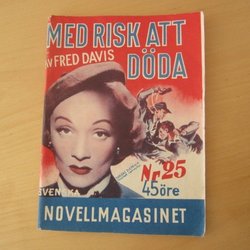 MED RISK ATT
AV FRED DAVIS
DÖDA
Nr 25
45 öre
SVENSKA
NOVELLMAGASINET